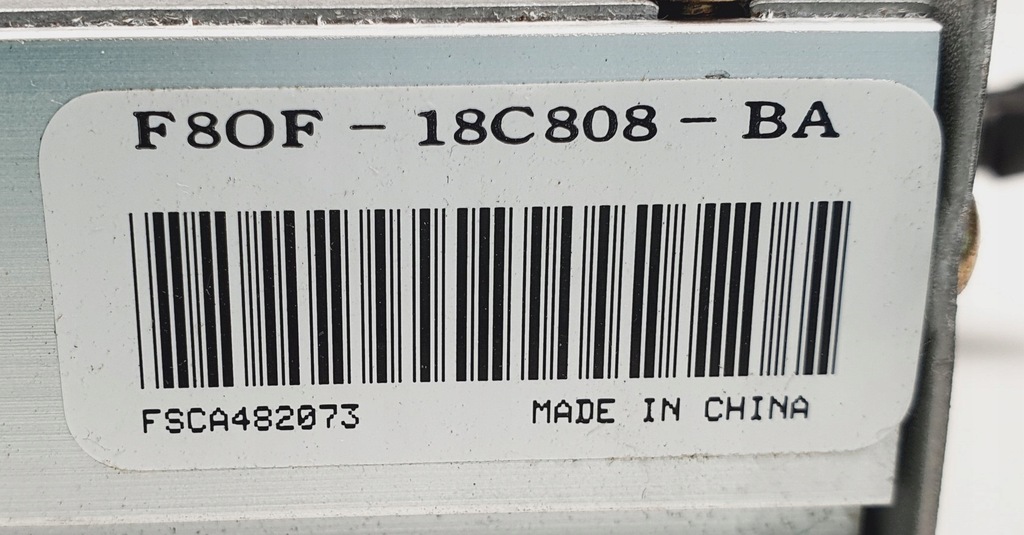 F8OF - 18C808 - BA
FSCA482073
MADE IN CHINA